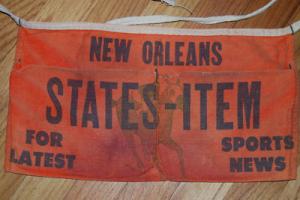 NEW ORLEANS
STATES-ITEM
FOR
LATEST
SPORTS
NEWS